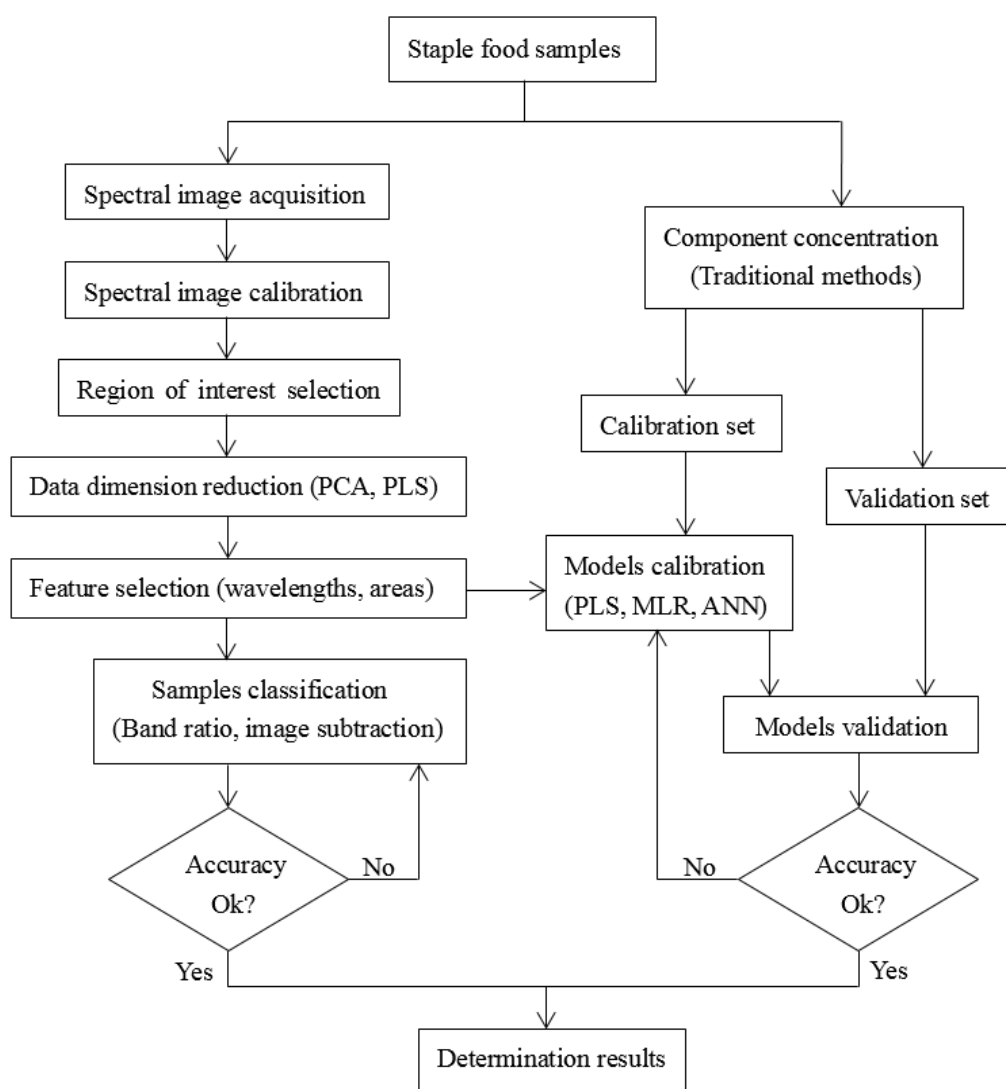 Staple food samples
Spectral image acquisition
Spectral image calibration
Region of interest selection
Data dimension reduction (PCA, PLS)
Feature selection (wavelengths, areas)
Samples classification
(Band ratio, image subtraction)
Accuracy
Ok?
No
Yes
Component concentration
(Traditional methods)
Calibration set
Validation set
Models calibration
(PLS, MLR, ANN)
Models validation
Accuracy
Ok?
No
Yes
Determination results